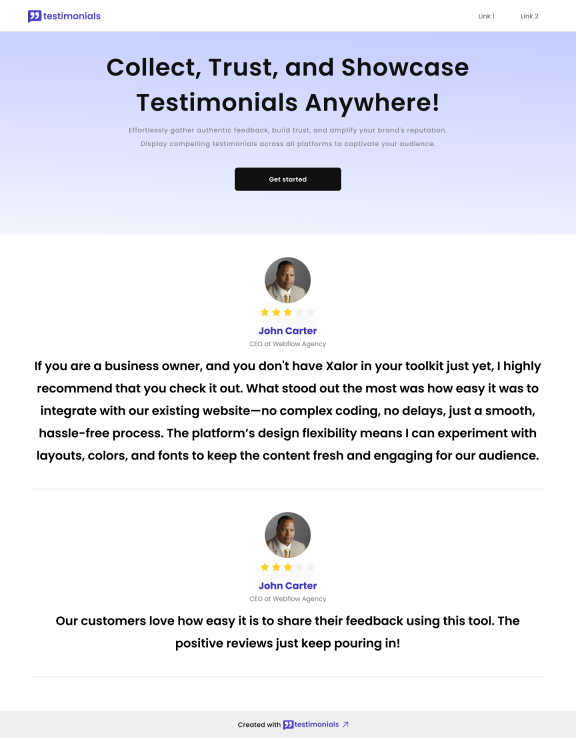 testimonials
Link 1
Link 2
Collect, Trust, and Showcase
Testimonials Anywhere!
Effortlessly gather authentic feedback, build trust, and amplify your brand's reputation.
Display compelling testimonials across all platforms to captivate your audience.
Get started
John Carter
CEO at Webflow Agency
If you are a business owner, and you don't have Xalor in your toolkit just yet, I highly
recommend that you check it out. What stood out the most was how easy it was to
integrate with our existing website—no complex coding, no delays, just a smooth,
hassle-free process. The platform’s design flexibility means I can experiment with
layouts, colors, and fonts to keep the content fresh and engaging for our audience.
John Carter
CEO at Webflow Agency
Our customers love how easy it is to share their feedback using this tool. The
positive reviews just keep pouring in!
Created with testimonials